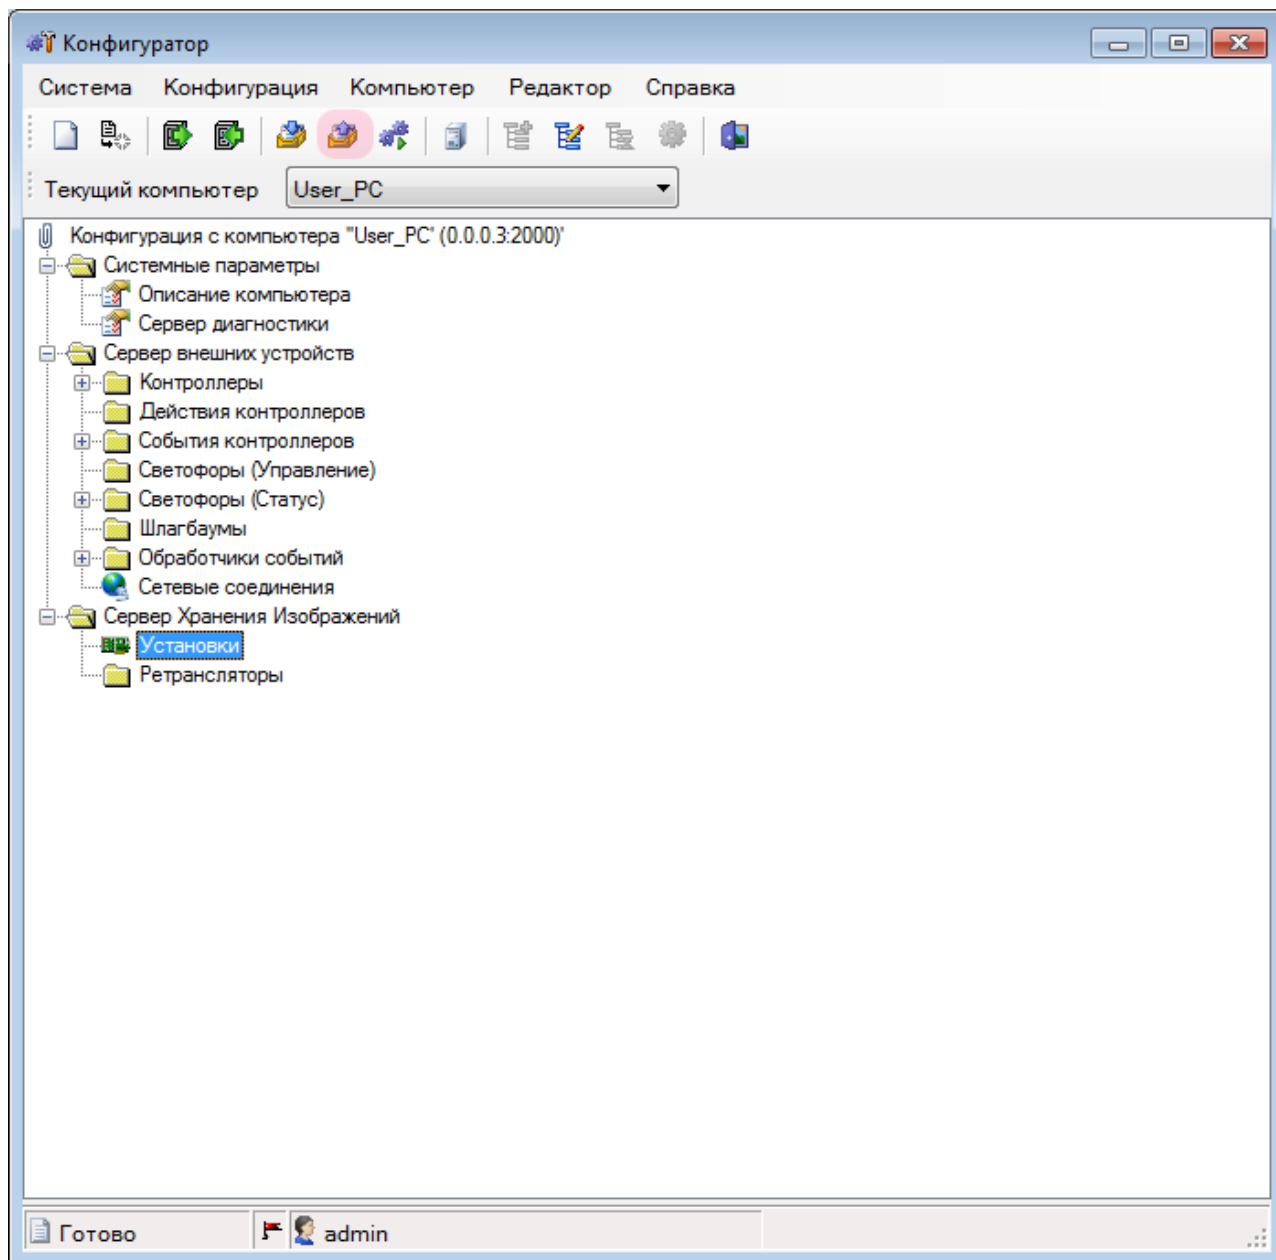 Конфигуратор
Система Конфигурация Компьютер Редактор Справка
Текущий компьютер User_PC
Конфигурация с компьютера "User_PC" (0.0.0.3:2000)'
Системные параметры
Описание компьютера
Сервер диагностики
Сервер внешних устройств
Контроллеры
Действия контроллеров
События контроллеров
Светофоры (Управление)
Светофоры (Статус)
Шлагбаумы
Обработчики событий
Сетевые соединения
Сервер Хранения Изображений
Установки
Ретрансляторы
Готово admin